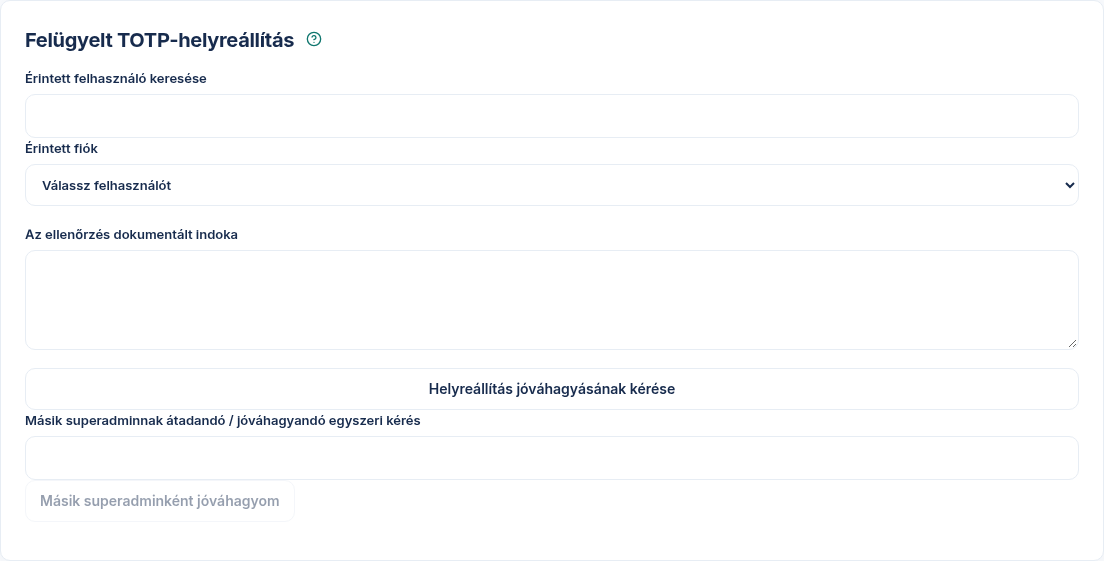 Felügyelt TOTP-helyreállítás
Érintett felhasználó keresése
Érintett fiók
Válassz felhasználót
Az ellenőrzés dokumentált indoka
Helyreállítás jóváhagyásának kérése
Másik superadminnak átadandó / jóváhagyandó egyszeri kérés
Másik superadminként jóváhagyom